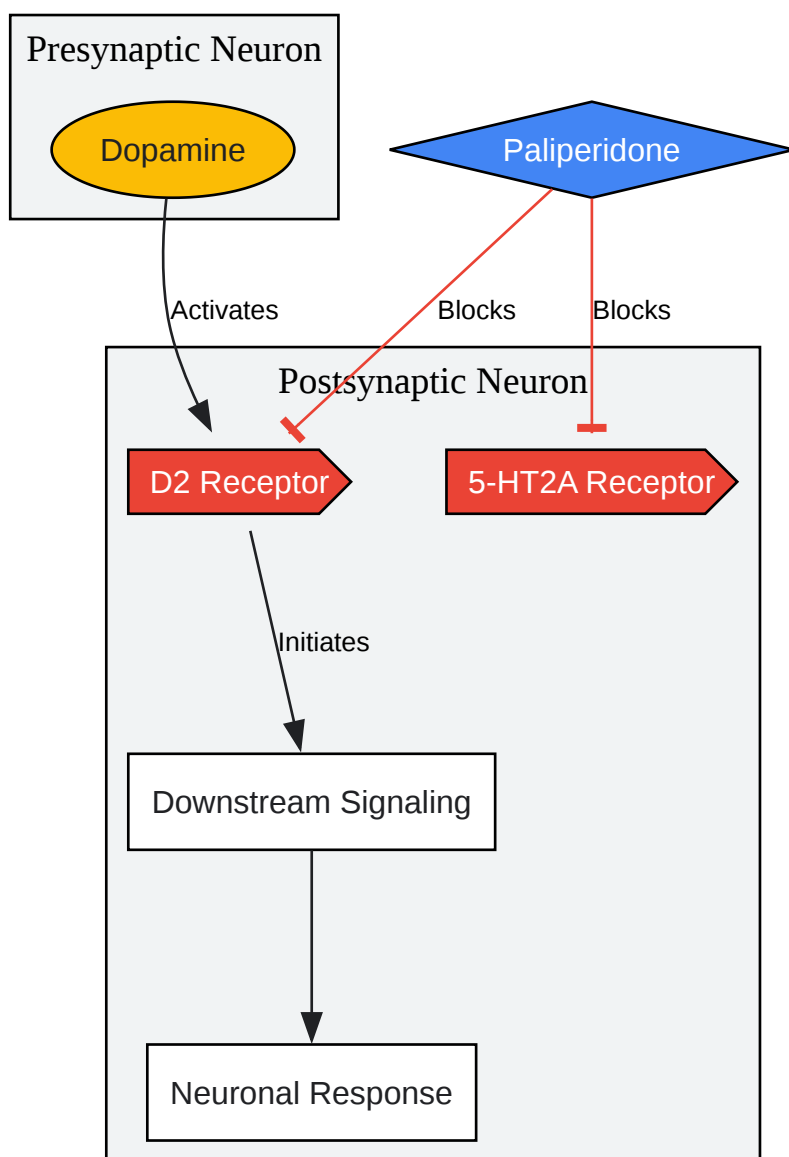 Presynaptic Neuron
Dopamine
Paliperidone
Activates
Blocks
Blocks
Postsynaptic Neuron
D2 Receptor
5-HT2A Receptor
Initiates
Downstream Signaling
Neuronal Response